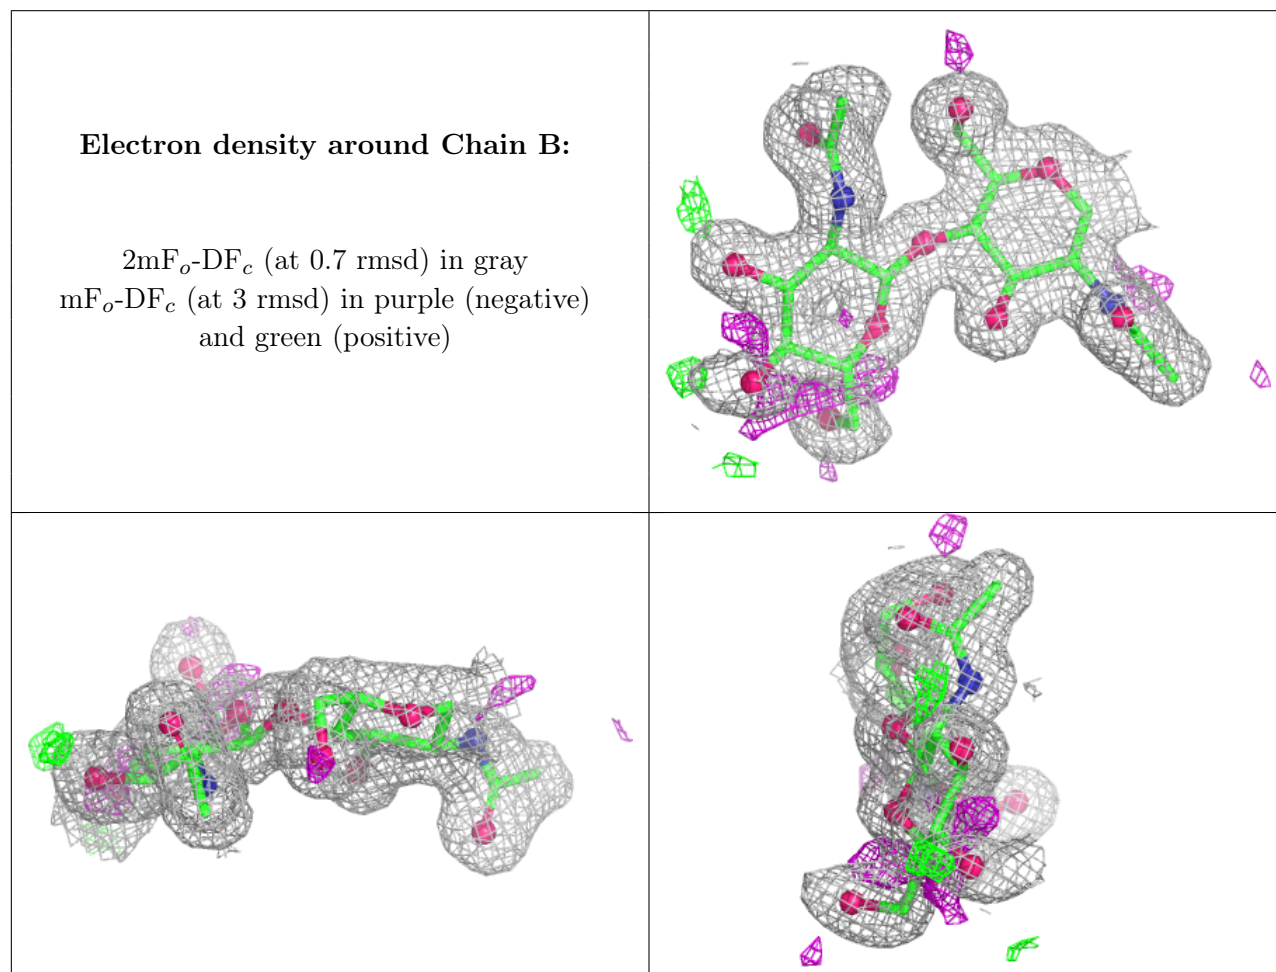 Electron density around Chain B:
2mF$_o$-DF$_c$ (at 0.7 rmsd) in gray
mF$_o$-DF$_c$ (at 3 rmsd) in purple (negative)
and green (positive)